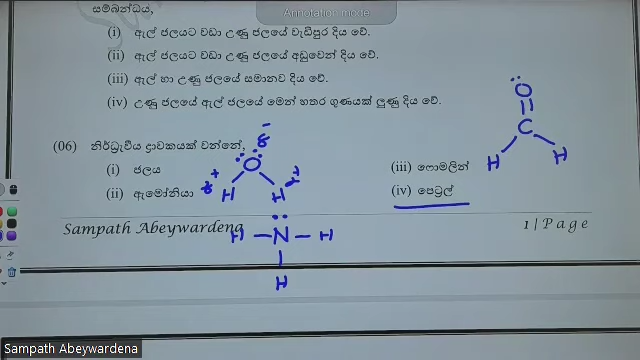 Annotation mode
සම්බන්ධය,
(i) ඇල් ජලයට වඩා උණු ජලයේ වැඩිපුර දිය වේ.
(ii) ඇල් ජලයට වඩා උණු ජලයේ අඩුවෙන් දිය වේ.
(iii) ඇල් හා උණු ජලයේ සමානව දිය වේ.
(iv) උණු ජලයේ ඇල් ජලයේ මෙන් හතර ගුණයක් ලුණු දිය වේ.
(06) නිර්ධ්‍රැවීය ද්‍රාවකයක් වන්නේ,
(i) ජලය (iii) ෆොමලින්
(ii) ඇමෝනියා (iv) පෙට්‍රල්
δ- O
δ+ H H δ+
O
C
H H
H N H
H
Sampath Abeywardena 1 | Page
Sampath Abeywardena